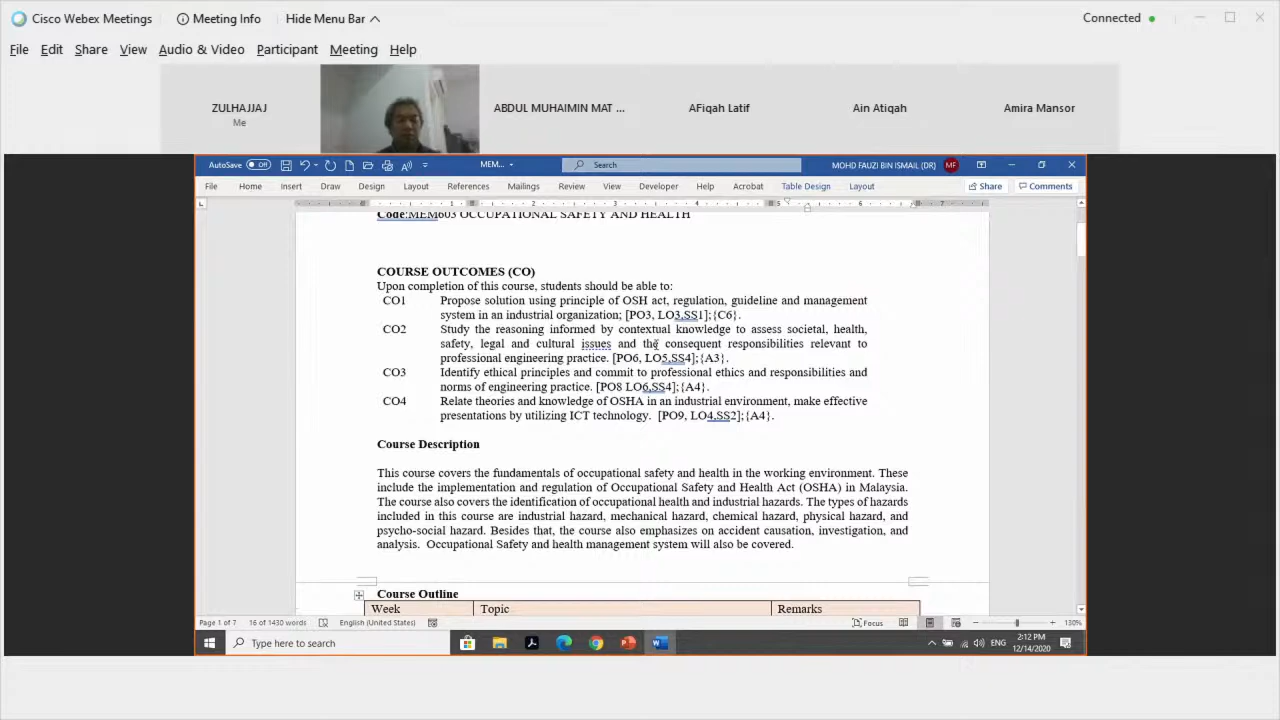 Cisco Webex Meetings Meeting Info Hide Menu Bar Connected
File Edit Share View Audio & Video Participant Meeting Help
ZULHAJJAJ
Me
ABDUL MUHAIMIN MAT ...
AFiqah Latif
Ain Atiqah
Amira Mansor
AutoSave Off MEM... Search MOHD FAUZI BIN ISMAIL (DR) MF
File Home Insert Draw Design Layout References Mailings Review View Developer Help Acrobat Table Design Layout Share Comments
1 2 3 4 5 6 7
Code:MEM603 OCCUPATIONAL SAFETY AND HEALTH
COURSE OUTCOMES (CO)
Upon completion of this course, students should be able to:
CO1 Propose solution using principle of OSH act, regulation, guideline and management
system in an industrial organization; [PO3, LO3,SS1];{C6}.
CO2 Study the reasoning informed by contextual knowledge to assess societal, health,
safety, legal and cultural issues and the consequent responsibilities relevant to
professional engineering practice. [PO6, LO5,SS4];{A3}.
CO3 Identify ethical principles and commit to professional ethics and responsibilities and
norms of engineering practice. [PO8 LO6,SS4];{A4}.
CO4 Relate theories and knowledge of OSHA in an industrial environment, make effective
presentations by utilizing ICT technology. [PO9, LO4,SS2];{A4}.
Course Description
This course covers the fundamentals of occupational safety and health in the working environment. These
include the implementation and regulation of Occupational Safety and Health Act (OSHA) in Malaysia.
The course also covers the identification of occupational health and industrial hazards. The types of hazards
included in this course are industrial hazard, mechanical hazard, chemical hazard, physical hazard, and
psycho-social hazard. Besides that, the course also emphasizes on accident causation, investigation, and
analysis. Occupational Safety and health management system will also be covered.
Course Outline
Week Topic Remarks
Page 1 of 7 16 of 1430 words English (United States) Focus 130%
Type here to search ENG 2:12 PM
12/14/2020